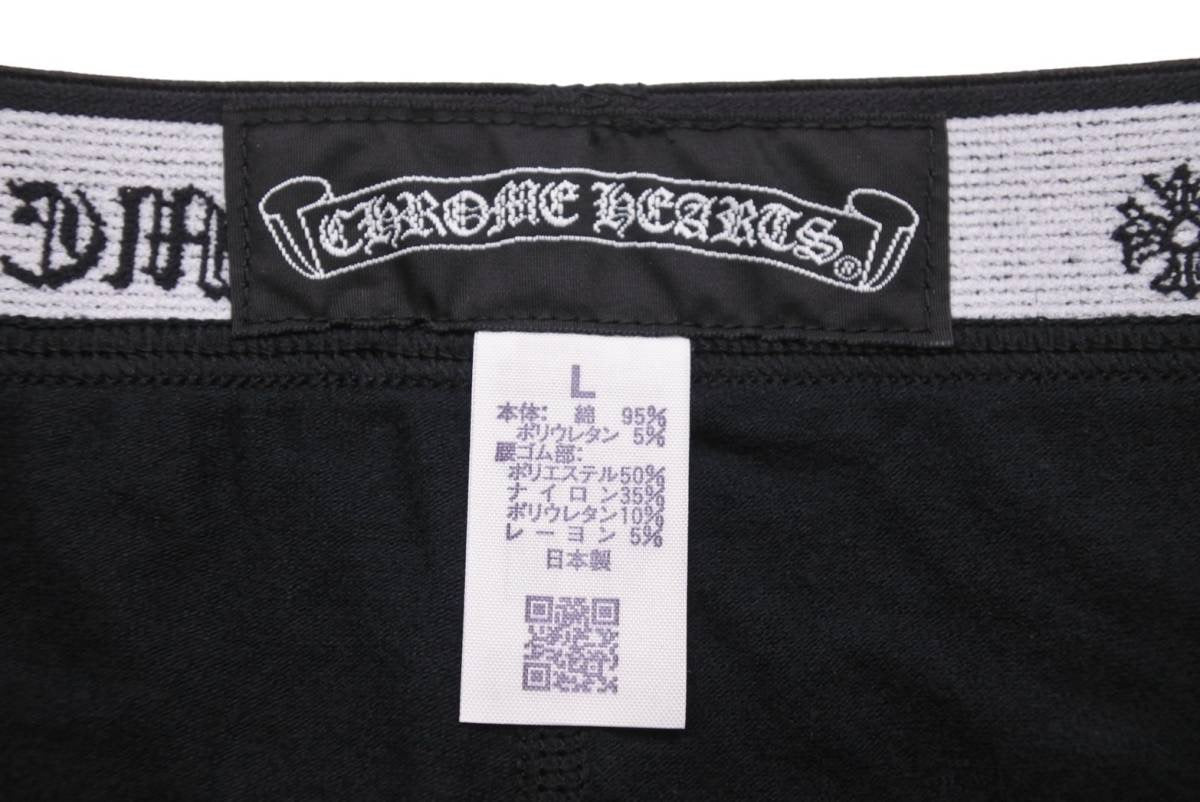 CHROME HEARTS®
L
本体: 綿 95%
ポリウレタン 5%
腰ゴム部:
ポリエステル50%
ナイロン35%
ポリウレタン10%
レーヨン 5%
日本製